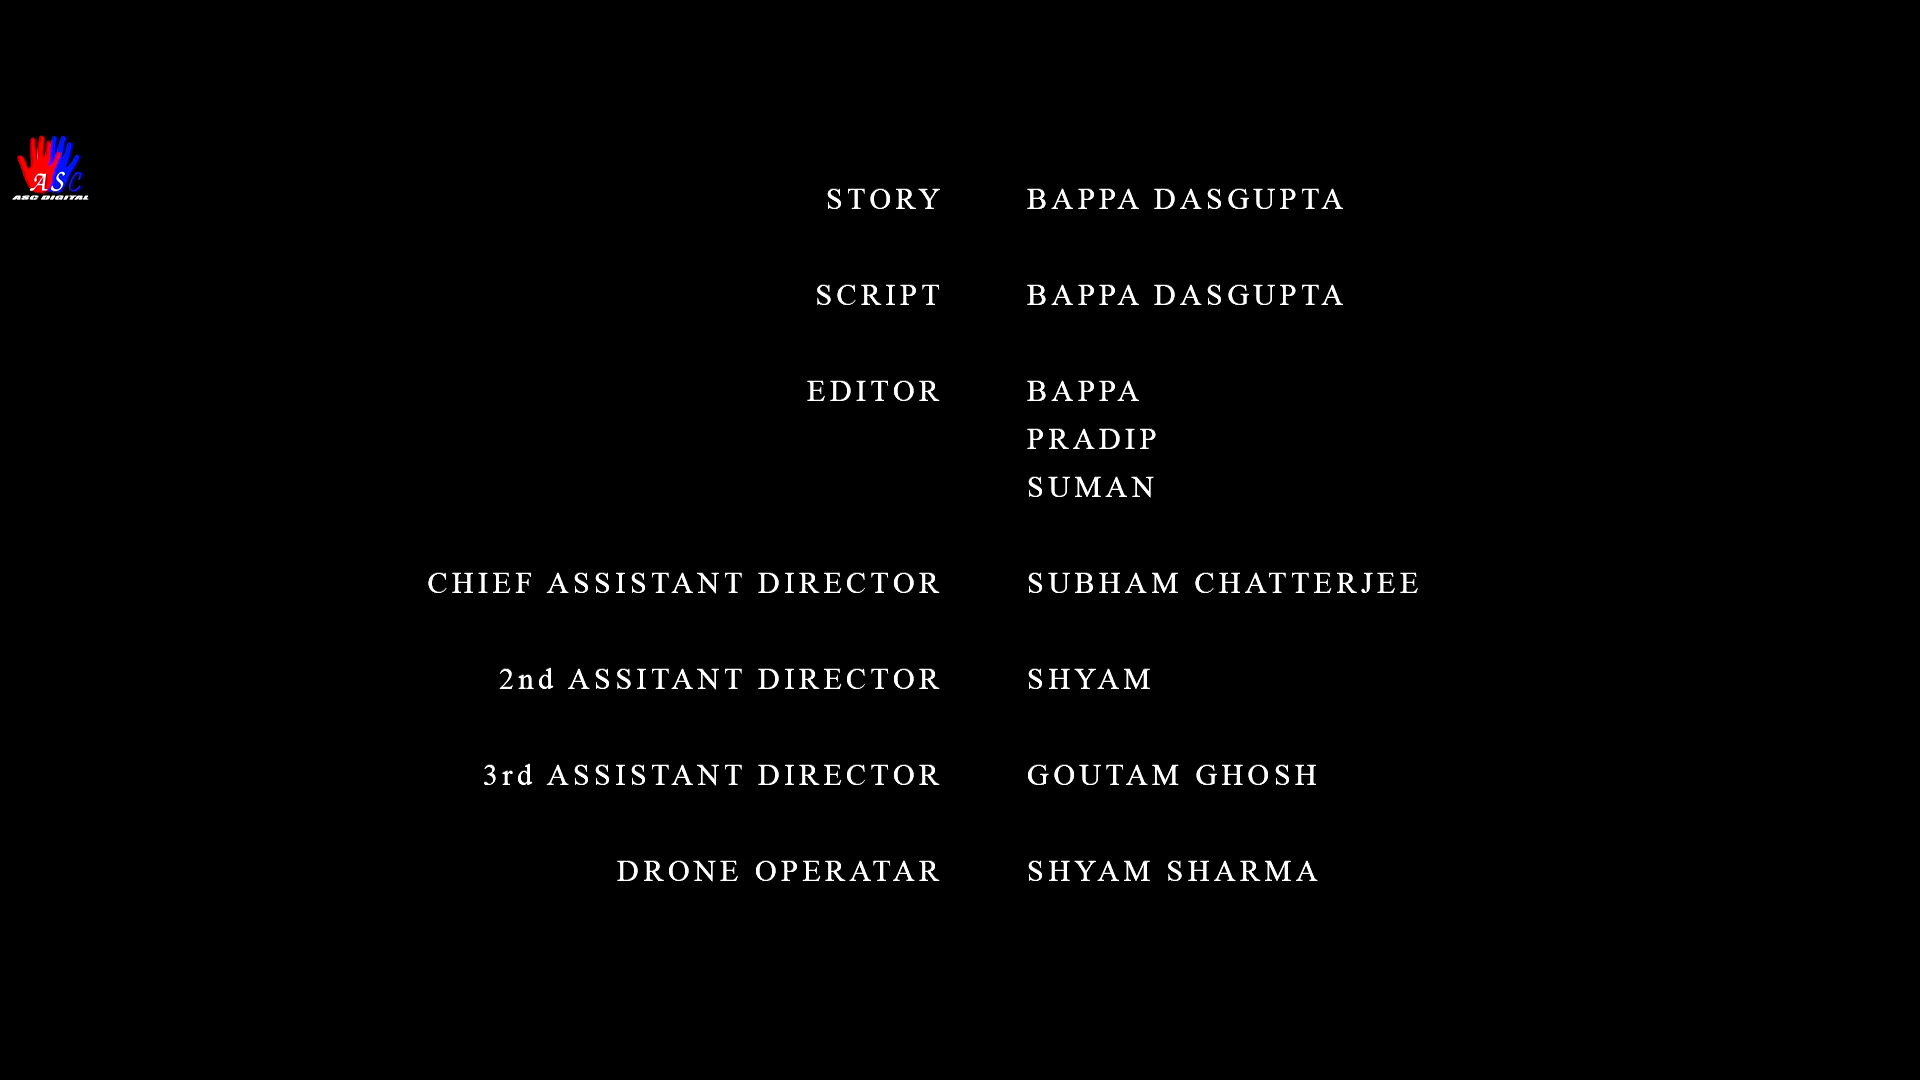 ASC
ASC DIGITAL
STORY BAPPA DASGUPTA
SCRIPT BAPPA DASGUPTA
EDITOR BAPPA
PRADIP
SUMAN
CHIEF ASSISTANT DIRECTOR SUBHAM CHATTERJEE
2nd ASSITANT DIRECTOR SHYAM
3rd ASSISTANT DIRECTOR GOUTAM GHOSH
DRONE OPERATAR SHYAM SHARMA